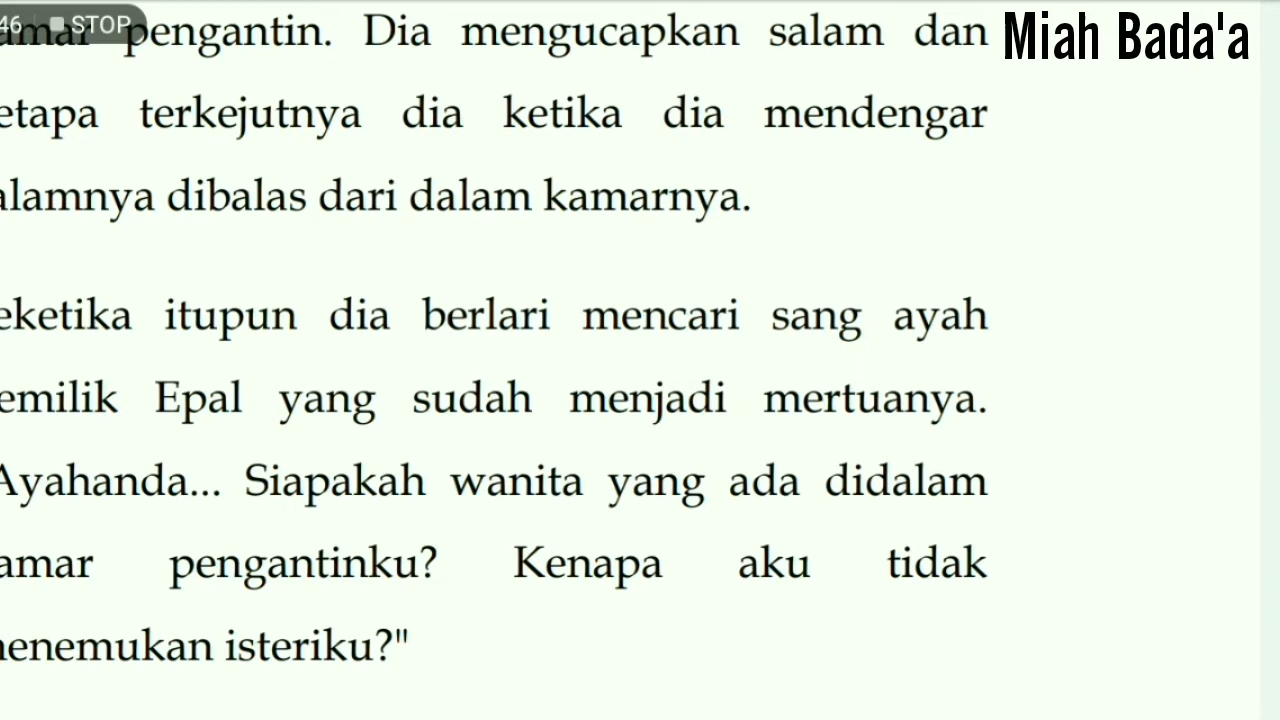 46 STOP
amar pengantin. Dia mengucapkan salam dan
Miah Bada'a
etapa terkejutnya dia ketika dia mendengar
alamnya dibalas dari dalam kamarnya.
eketika itupun dia berlari mencari sang ayah
emilik Epal yang sudah menjadi mertuanya.
Ayahanda... Siapakah wanita yang ada didalam
amar pengantinku? Kenapa aku tidak
enemukan isteriku?"